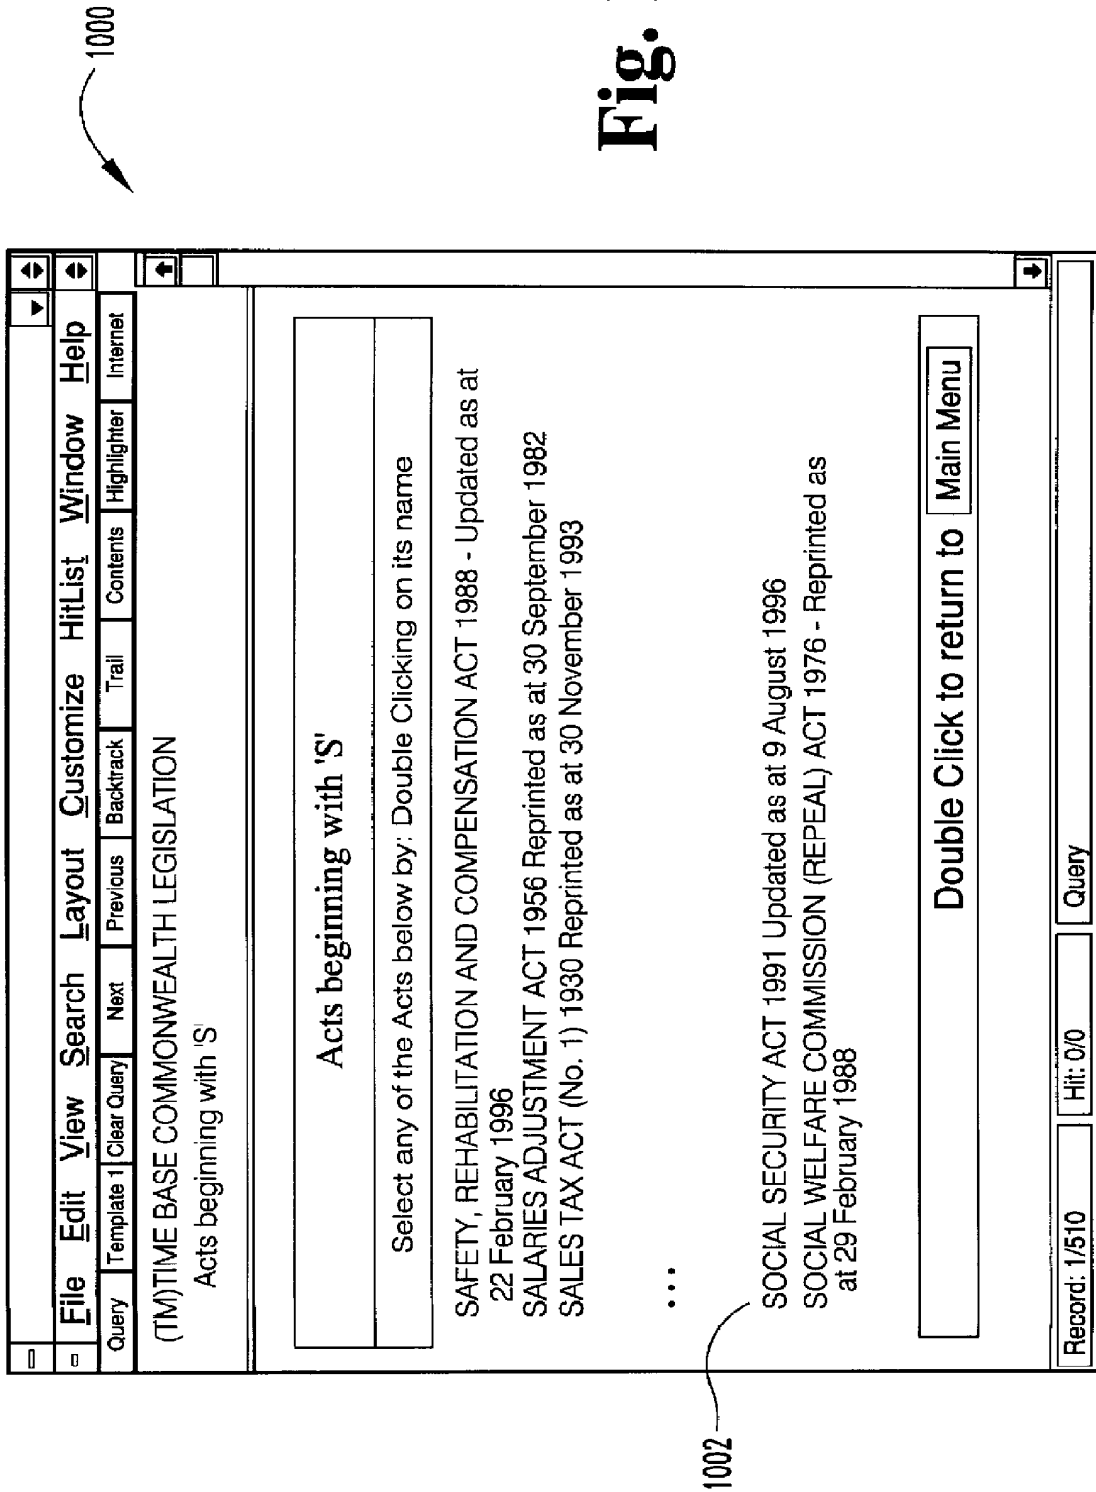 1000
File Edit View Search Layout Customize HitList Window Help
Query Template 1 Clear Query Next Previous Backtrack Trail Contents Highlighter Internet
(TM)TIME BASE COMMONWEALTH LEGISLATION
Acts beginning with 'S'
Acts beginning with 'S'
Select any of the Acts below by: Double Clicking on its name
SAFETY, REHABILITATION AND COMPENSATION ACT 1988 - Updated as at
22 February 1996
SALARIES ADJUSTMENT ACT 1956 Reprinted as at 30 September 1982
SALES TAX ACT (No. 1) 1930 Reprinted as at 30 November 1993
...
1002
SOCIAL SECURITY ACT 1991 Updated as at 9 August 1996
SOCIAL WELFARE COMMISSION (REPEAL) ACT 1976 - Reprinted as
at 29 February 1988
Double Click to return to Main Menu
Record: 1/510 Hit: 0/0 Query
Fig.